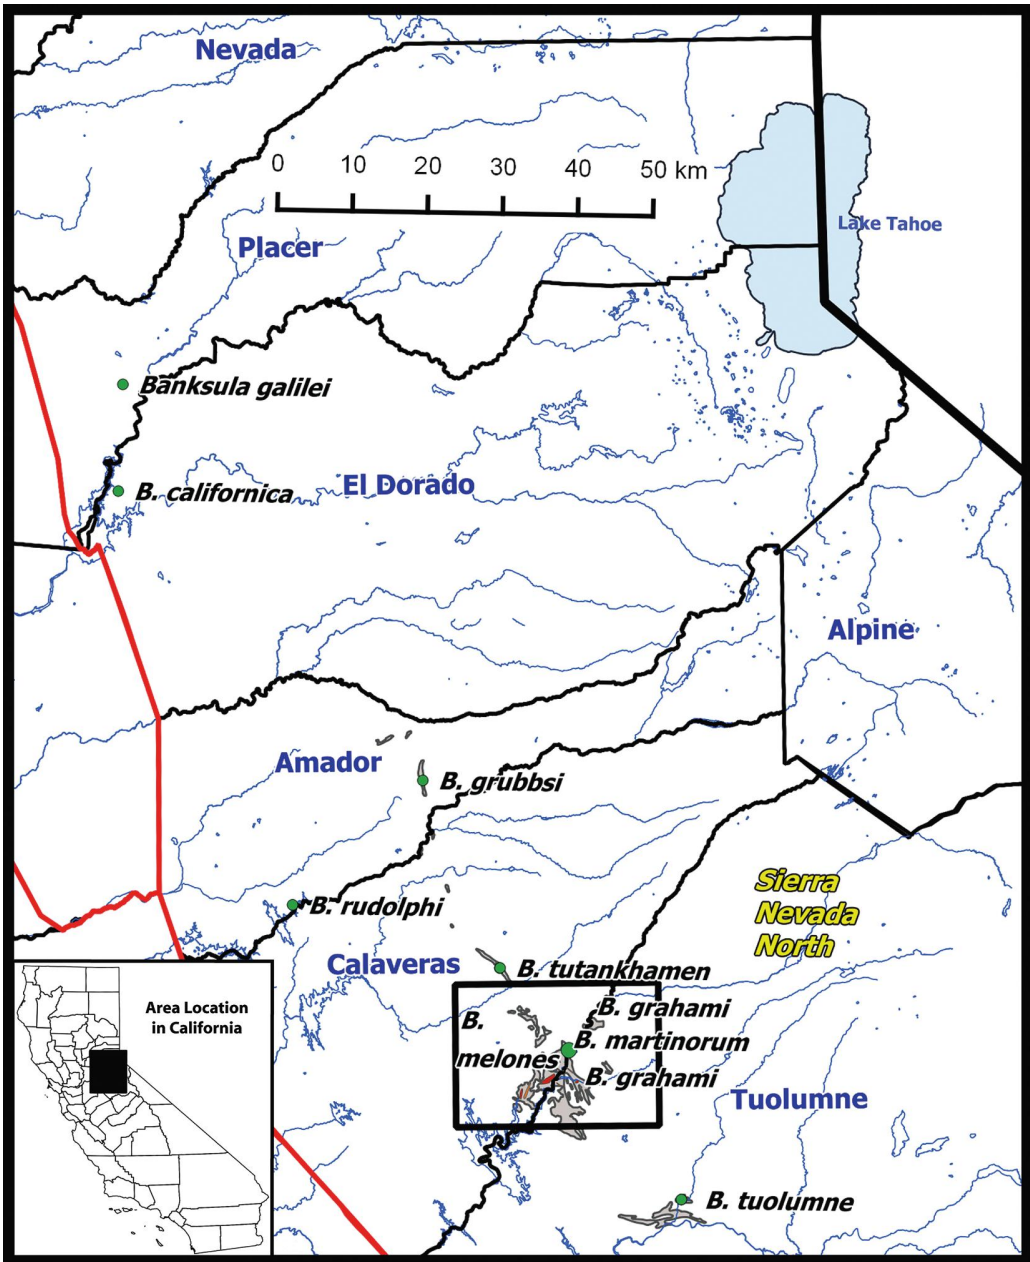 Nevada
0 10 20 30 40 50 km
Lake Tahoe
Placer
Banksula galilei
El Dorado
B. californica
Alpine
Amador
B. grubbsi
Sierra
Nevada
North
B. rudolphi
Calaveras
B. tutankhamen
Area Location
in California
B. grahami
B.
melones
B. martinorum
B. grahami
Tuolumne
B. tuolumne